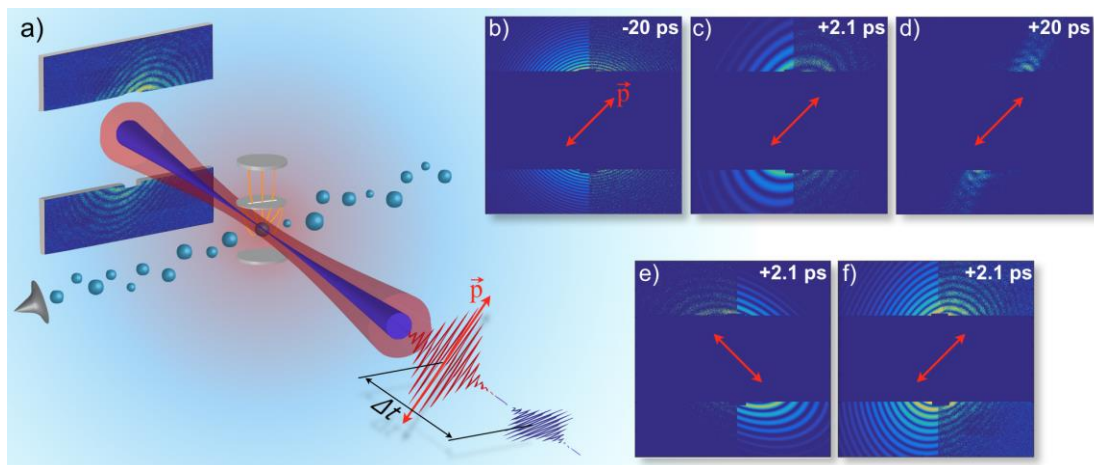 a)
p⃗
Δt
b) -20 ps
p⃗
c) +2.1 ps
d) +20 ps
e) +2.1 ps
f) +2.1 ps